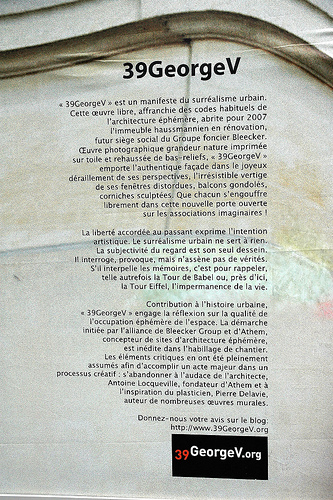 39GeorgeV
« 39GeorgeV » est un manifeste du surréalisme urbain.
Cette œuvre libre, affranchie des codes habituels de
l'architecture éphémère, abrite pour 2007
l'immeuble haussmannien en rénovation,
futur siège social du Groupe foncier Bleecker.
Œuvre photographique grandeur nature imprimée
sur toile et rehaussée de bas-reliefs, « 39GeorgeV »
emporte l'authentique façade dans le joyeux
déraillement de ses perspectives, l'irrésistible vertige
de ses fenêtres distordues, balcons gondolés,
corniches sculptées. Que chacun s'engouffre
librement dans cette nouvelle porte ouverte
sur les associations imaginaires !
La liberté accordée au passant exprime l'intention
artistique. Le surréalisme urbain ne sert à rien.
La subjectivité du regard est son seul dessein.
Il interroge, provoque, mais n'assène pas de vérités.
S'il interpelle les mémoires, c'est pour rappeler,
telle autrefois la Tour de Babel ou, près d'ici,
la Tour Eiffel, l'impermanence de la vie.
Contribution à l'histoire urbaine,
« 39GeorgeV » engage la réflexion sur la qualité de
l'occupation éphémère de l'espace. La démarche
initiée par l'alliance de Bleecker Group et d'Athem,
concepteur de sites d'architecture éphémère,
est inédite dans l'habillage de chantier.
Les éléments critiques en ont été pleinement
assumés afin d'accomplir un acte majeur dans un
processus créatif : s'abandonner à l'audace de l'architecte,
Antoine Locqueville, fondateur d'Athem et à
l'inspiration du plasticien, Pierre Delavie,
auteur de nombreuses œuvres murales.
Donnez-nous votre avis sur le blog:
http://www.39GeorgeV.org
39GeorgeV.org